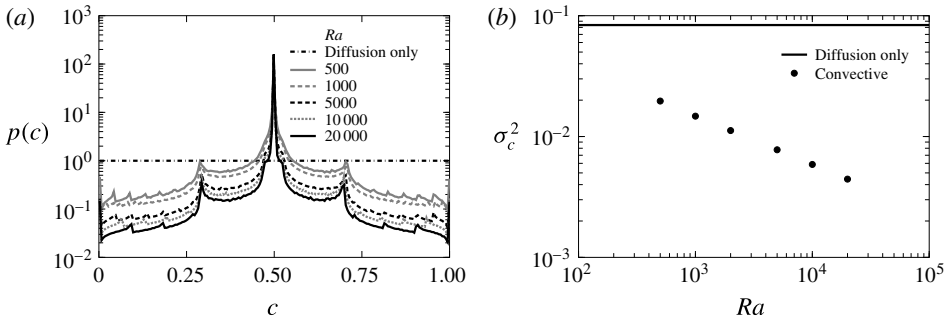 (a)
10^3
10^2
10^1
10^0
10^−1
10^−2
p(c)
Ra
Diffusion only
500
1000
5000
10 000
20 000
0
0.25
0.50
0.75
1.00
c
(b)
10^−1
10^−2
10^−3
σ_c^2
Diffusion only
Convective
10^2
10^3
10^4
10^5
Ra